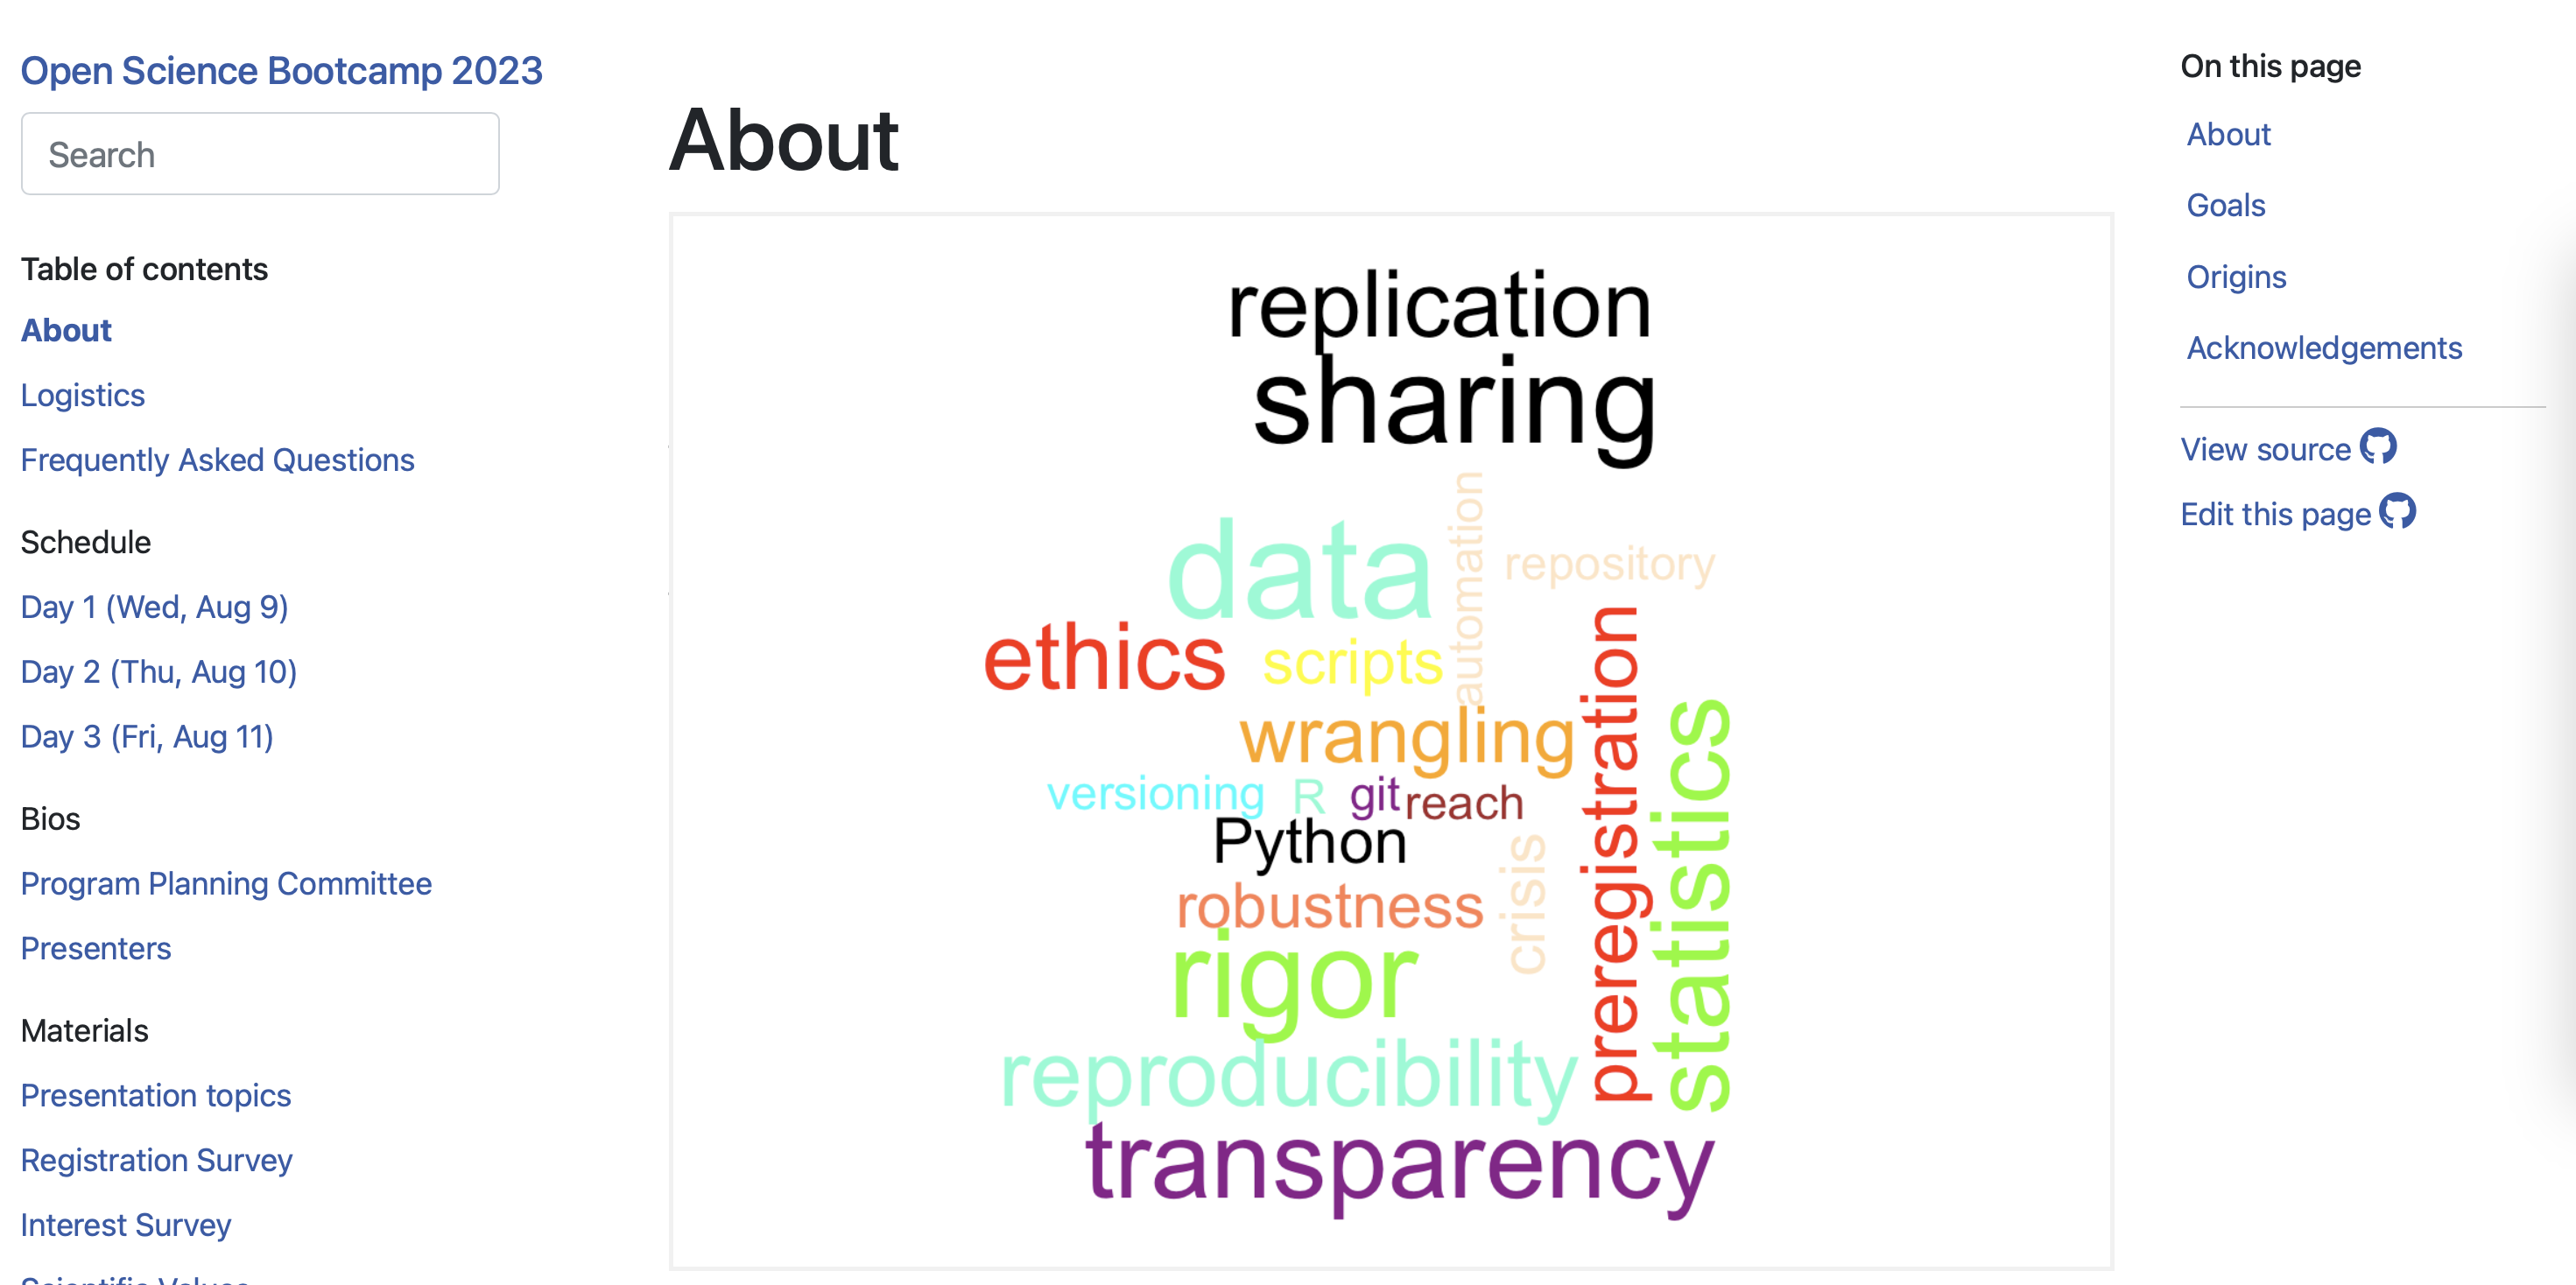 Open Science Bootcamp 2023
Search
Table of contents
About
Logistics
Frequently Asked Questions
Schedule
Day 1 (Wed, Aug 9)
Day 2 (Thu, Aug 10)
Day 3 (Fri, Aug 11)
Bios
Program Planning Committee
Presenters
Materials
Presentation topics
Registration Survey
Interest Survey
Scientific Values
About
replication
sharing
data
automation
repository
ethics
scripts
wrangling
preregistration
statistics
versioning
R
git
reach
Python
crisis
robustness
rigor
reproducibility
transparency
On this page
About
Goals
Origins
Acknowledgements
View source
Edit this page